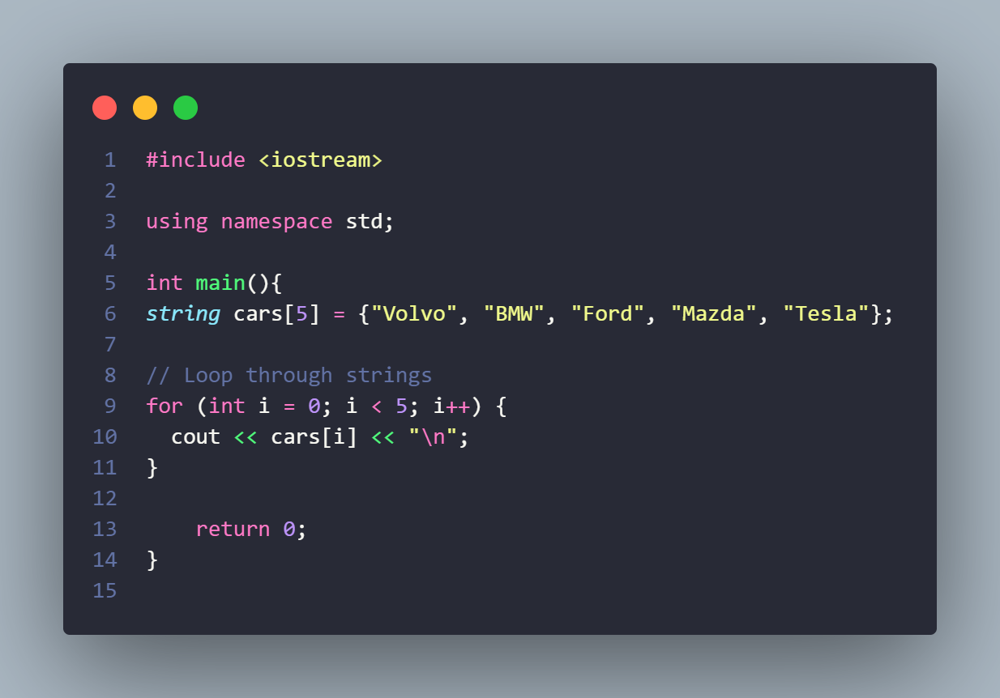 1 #include <iostream>
2
3 using namespace std;
4
5 int main(){
6 string cars[5] = {"Volvo", "BMW", "Ford", "Mazda", "Tesla"};
7
8 // Loop through strings
9 for (int i = 0; i < 5; i++) {
10   cout << cars[i] << "\n";
11 }
12
13     return 0;
14 }
15